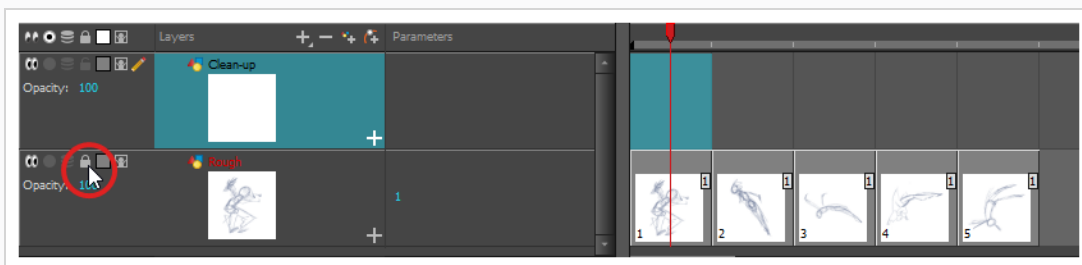 Layers Parameters
Clean-up
Opacity: 100
Rough
Opacity: 100
1
1 1 1 1 1
1 2 3 4 5